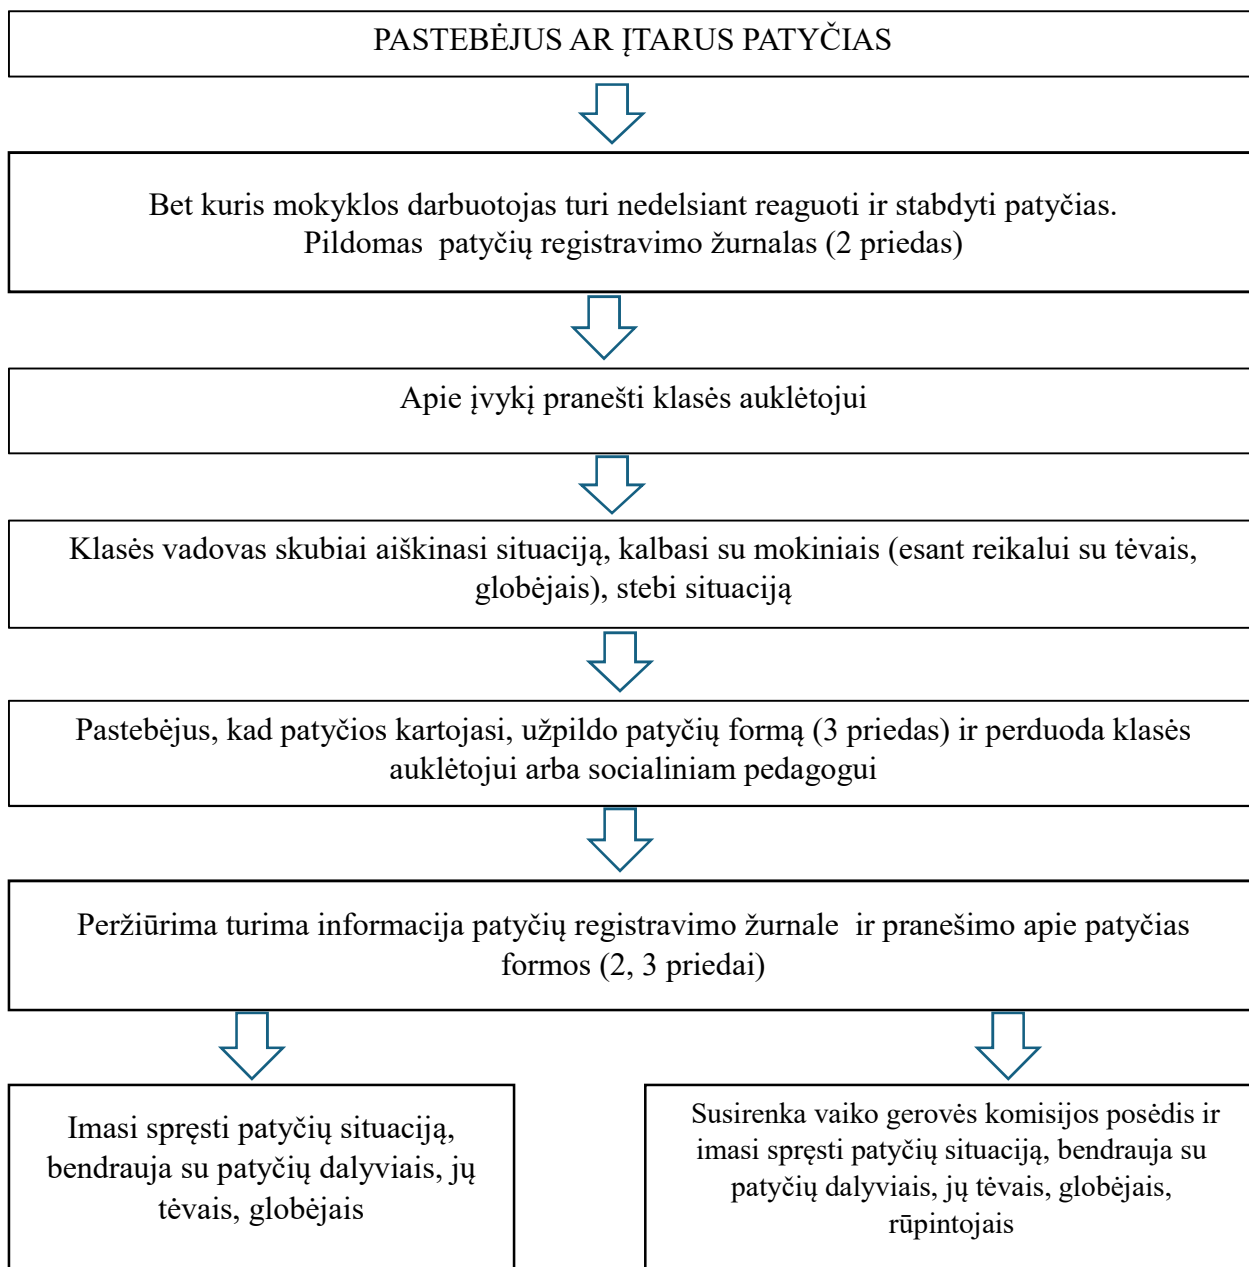 PASTEBĖJUS AR ĮTARUS PATYČIAS
Bet kuris mokyklos darbuotojas turi nedelsiant reaguoti ir stabdyti patyčias.
Pildomas  patyčių registravimo žurnalas (2 priedas)
Apie įvykį pranešti klasės auklėtojui
Klasės vadovas skubiai aiškinasi situaciją, kalbasi su mokiniais (esant reikalui su tėvais,
globėjais), stebi situaciją
Pastebėjus, kad patyčios kartojasi, užpildo patyčių formą (3 priedas) ir perduoda klasės
auklėtojui arba socialiniam pedagogui
Peržiūrima turima informacija patyčių registravimo žurnale  ir pranešimo apie patyčias
formos (2, 3 priedai)
Imasi spręsti patyčių situaciją,
bendrauja su patyčių dalyviais, jų
tėvais, globėjais
Susirenka vaiko gerovės komisijos posėdis ir
imasi spręsti patyčių situaciją, bendrauja su
patyčių dalyviais, jų tėvais, globėjais,
rūpintojais